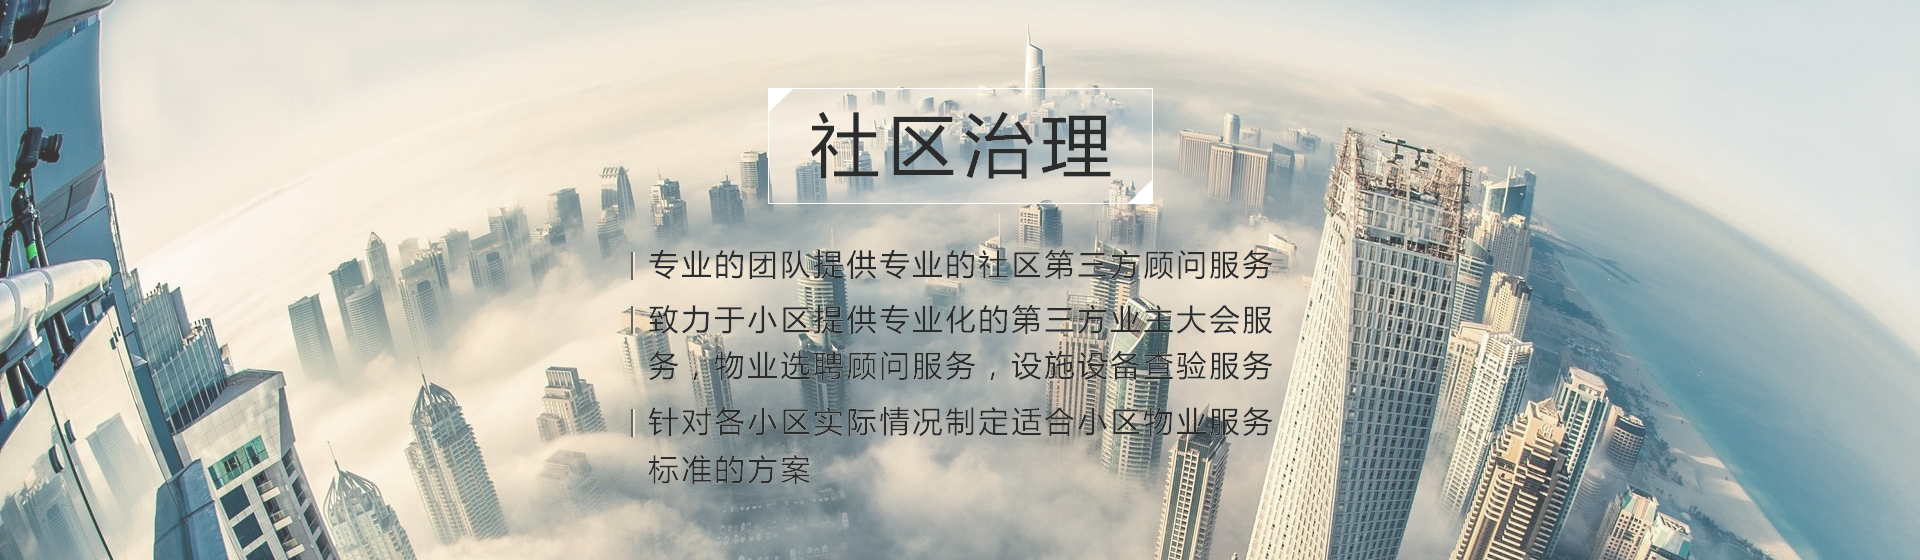 社区治理
专业的团队提供专业的社区第三方顾问服务
致力于小区提供专业化的第三方业主大会服
务，物业选聘顾问服务，设施设备查验服务
针对各小区实际情况制定适合小区物业服务
标准的方案